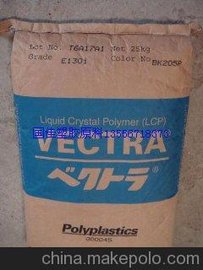 Lot No. T6A17A1 Net 25kg
Grade E130i Color No. BK205P
Liquid Crystal Polymer (LCP)
VECTRA®
ベクトラ®
Polyplastics
china.makepolo.com